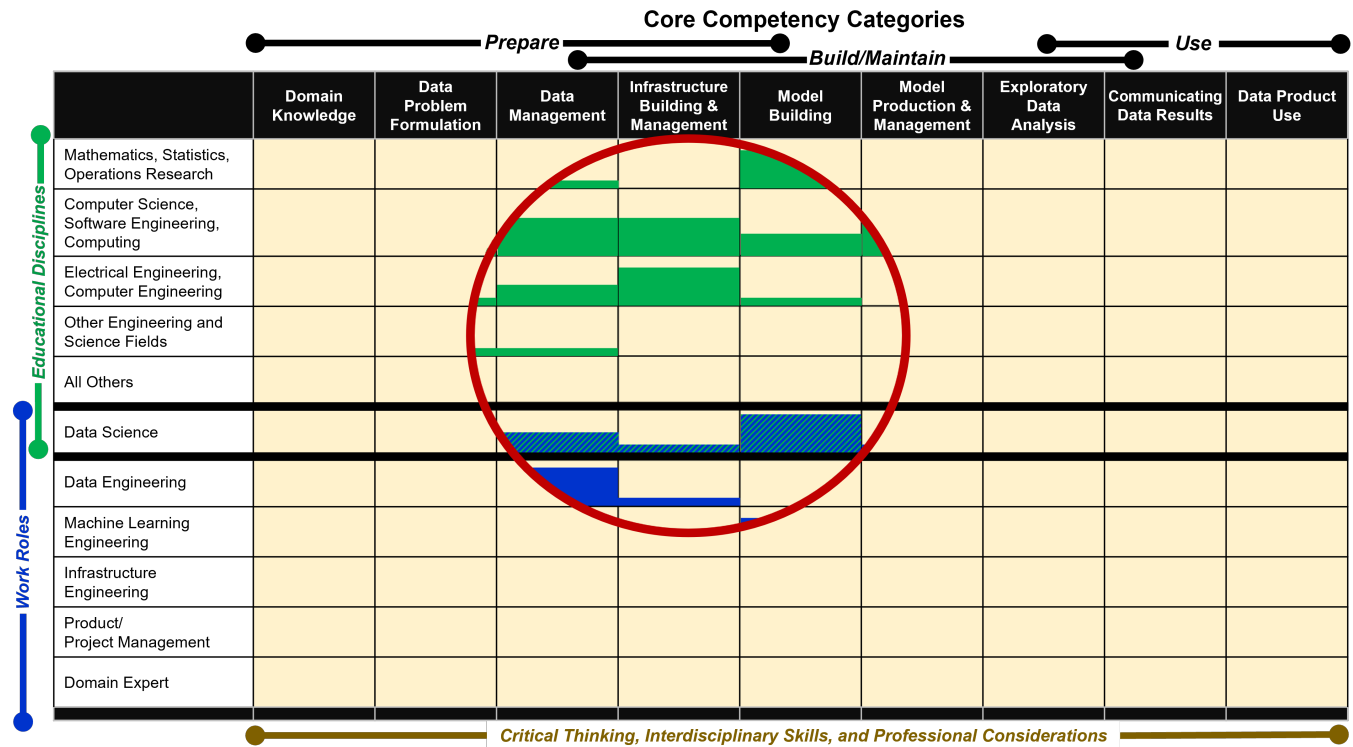 Core Competency Categories
Prepare
Use
Build/Maintain
Domain
Knowledge
Data
Problem
Formulation
Data
Management
Infrastructure
Building &
Management
Model
Building
Model
Production &
Management
Exploratory
Data
Analysis
Communicating
Data Results
Data Product
Use
Educational Disciplines
Mathematics, Statistics,
Operations Research
Computer Science,
Software Engineering,
Computing
Electrical Engineering,
Computer Engineering
Other Engineering and
Science Fields
All Others
Data Science
Work Roles
Data Engineering
Machine Learning
Engineering
Infrastructure
Engineering
Product/
Project Management
Domain Expert
Critical Thinking, Interdisciplinary Skills, and Professional Considerations